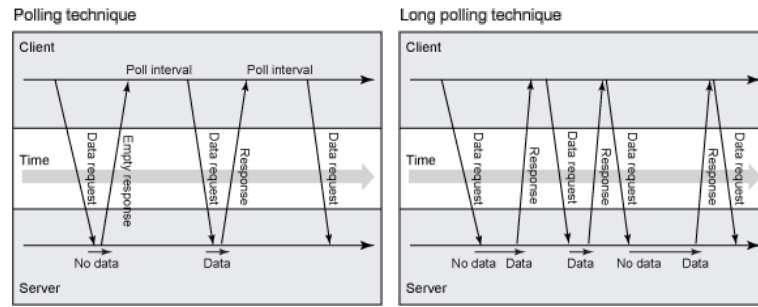 Polling technique
Client
Poll interval
Poll interval
Data request
Empty response
Data request
Response
Data request
Time
No data
Data
Server
Long polling technique
Client
Data request
Response
Data request
Response
Data request
Response
Data request
Time
No data
Data
Data
No data
Data
Server